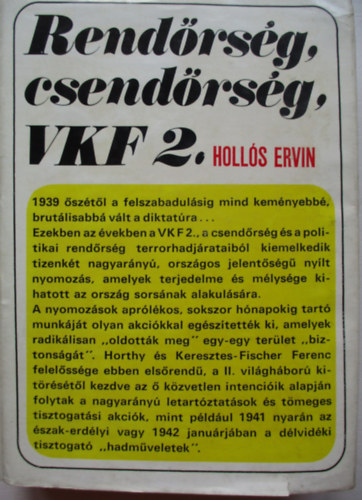 Rendőrség,
csendőrség,
VKF 2. HOLLÓS ERVIN
1939 őszétől a felszabadulásig mind keményebbé,
brutálisabbá vált a diktatúra...
Ezekben az években a VKF 2., a csendőrség és a poli-
tikai rendőrség terrorhadjárataiból kiemelkedik
tizenkét nagyarányú, országos jelentőségű nyílt
nyomozás, amelyek terjedelme és mélysége ki-
hatott az ország sorsának alakulására.
A nyomozások aprólékos, sokszor hónapokig tartó
munkáját olyan akciókkal egészítették ki, amelyek
radikálisan „oldották meg” egy-egy terület „biz-
tonságát”. Horthy és Keresztes-Fischer Ferenc
felelőssége ebben elsőrendű, a II. világháború ki-
törésétől kezdve az ő közvetlen intencióik alapján
folytak a nagyarányú letartóztatások és tömeges
tisztogatási akciók, mint például 1941 nyarán az
észak-erdélyi vagy 1942 januárjában a délvidéki
tisztogató „hadműveletek”.